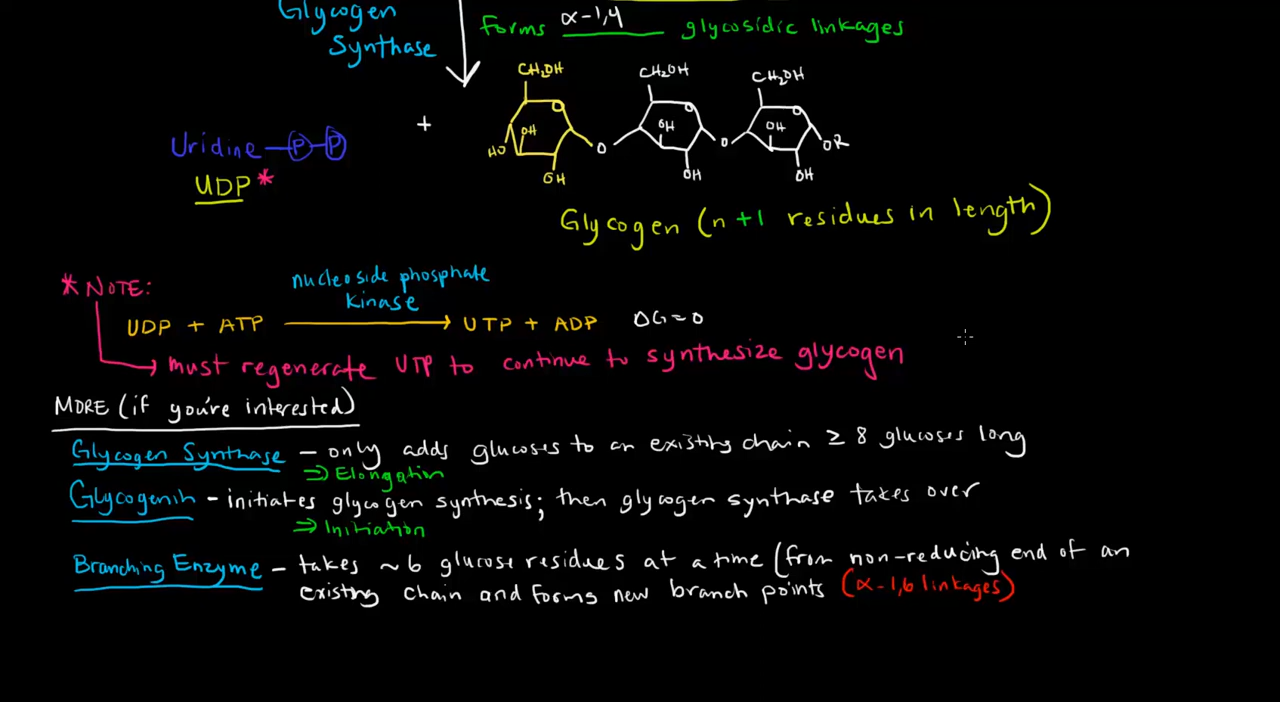 Glycogen
Synthase
Forms α-1,4 glycosidic linkages
CH2OH CH2OH CH2OH
OH OH OH
HO O O OR
OH OH OH
O O O
+
Uridine - P - P
UDP *
Glycogen (n+1 residues in length)
* NOTE:
nucleoside phosphate
kinase
UDP + ATP → UTP + ADP ΔG=0
→ must regenerate UTP to continue to synthesize glycogen
MORE (if you're interested)
Glycogen Synthase - only adds glucoses to an existing chain ≥ 8 glucoses long
⇒ Elongation
Glycogenin - initiates glycogen synthesis; then glycogen synthase takes over
⇒ Initiation
Branching Enzyme - takes ~6 glucose residues at a time (from non-reducing end of an
existing chain and forms new branch points (α-1,6 linkages)